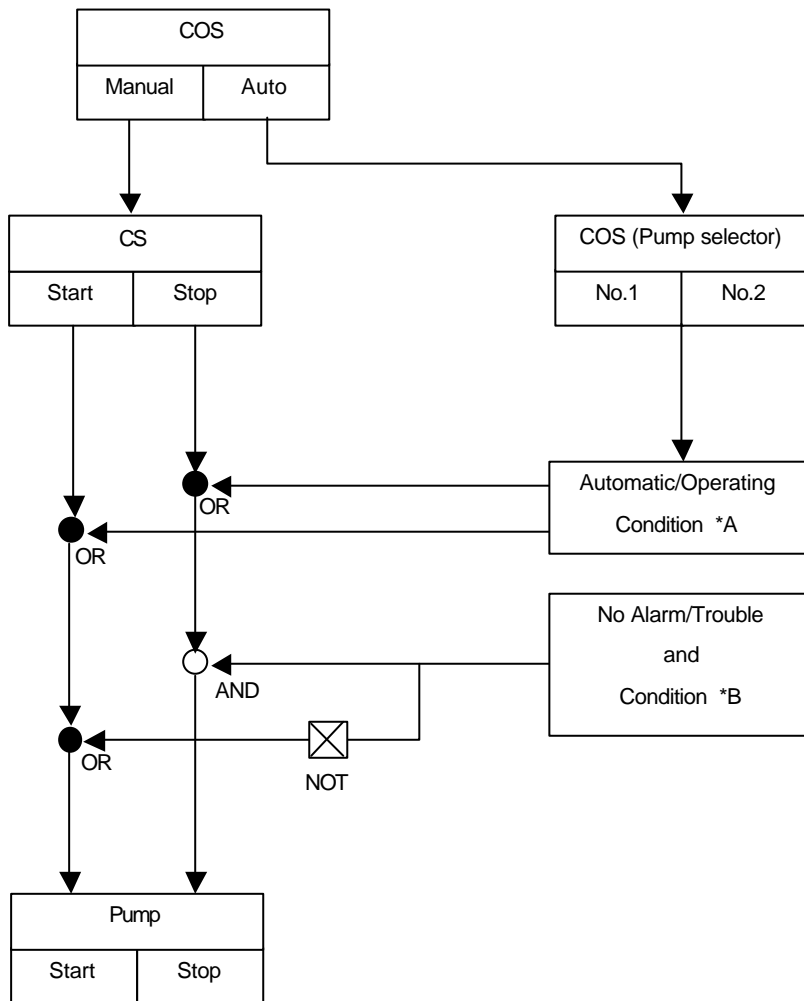 COS
Manual
Auto
CS
Start
Stop
COS (Pump selector)
No.1
No.2
OR
OR
Automatic/Operating
Condition *A
AND
No Alarm/Trouble
and
Condition *B
OR
NOT
Pump
Start
Stop